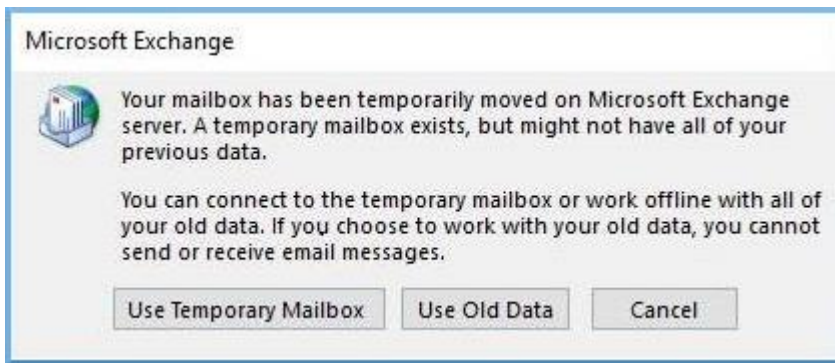 Microsoft Exchange
Your mailbox has been temporarily moved on Microsoft Exchange
server. A temporary mailbox exists, but might not have all of your
previous data.
You can connect to the temporary mailbox or work offline with all of
your old data. If you choose to work with your old data, you cannot
send or receive email messages.
Use Temporary Mailbox Use Old Data Cancel